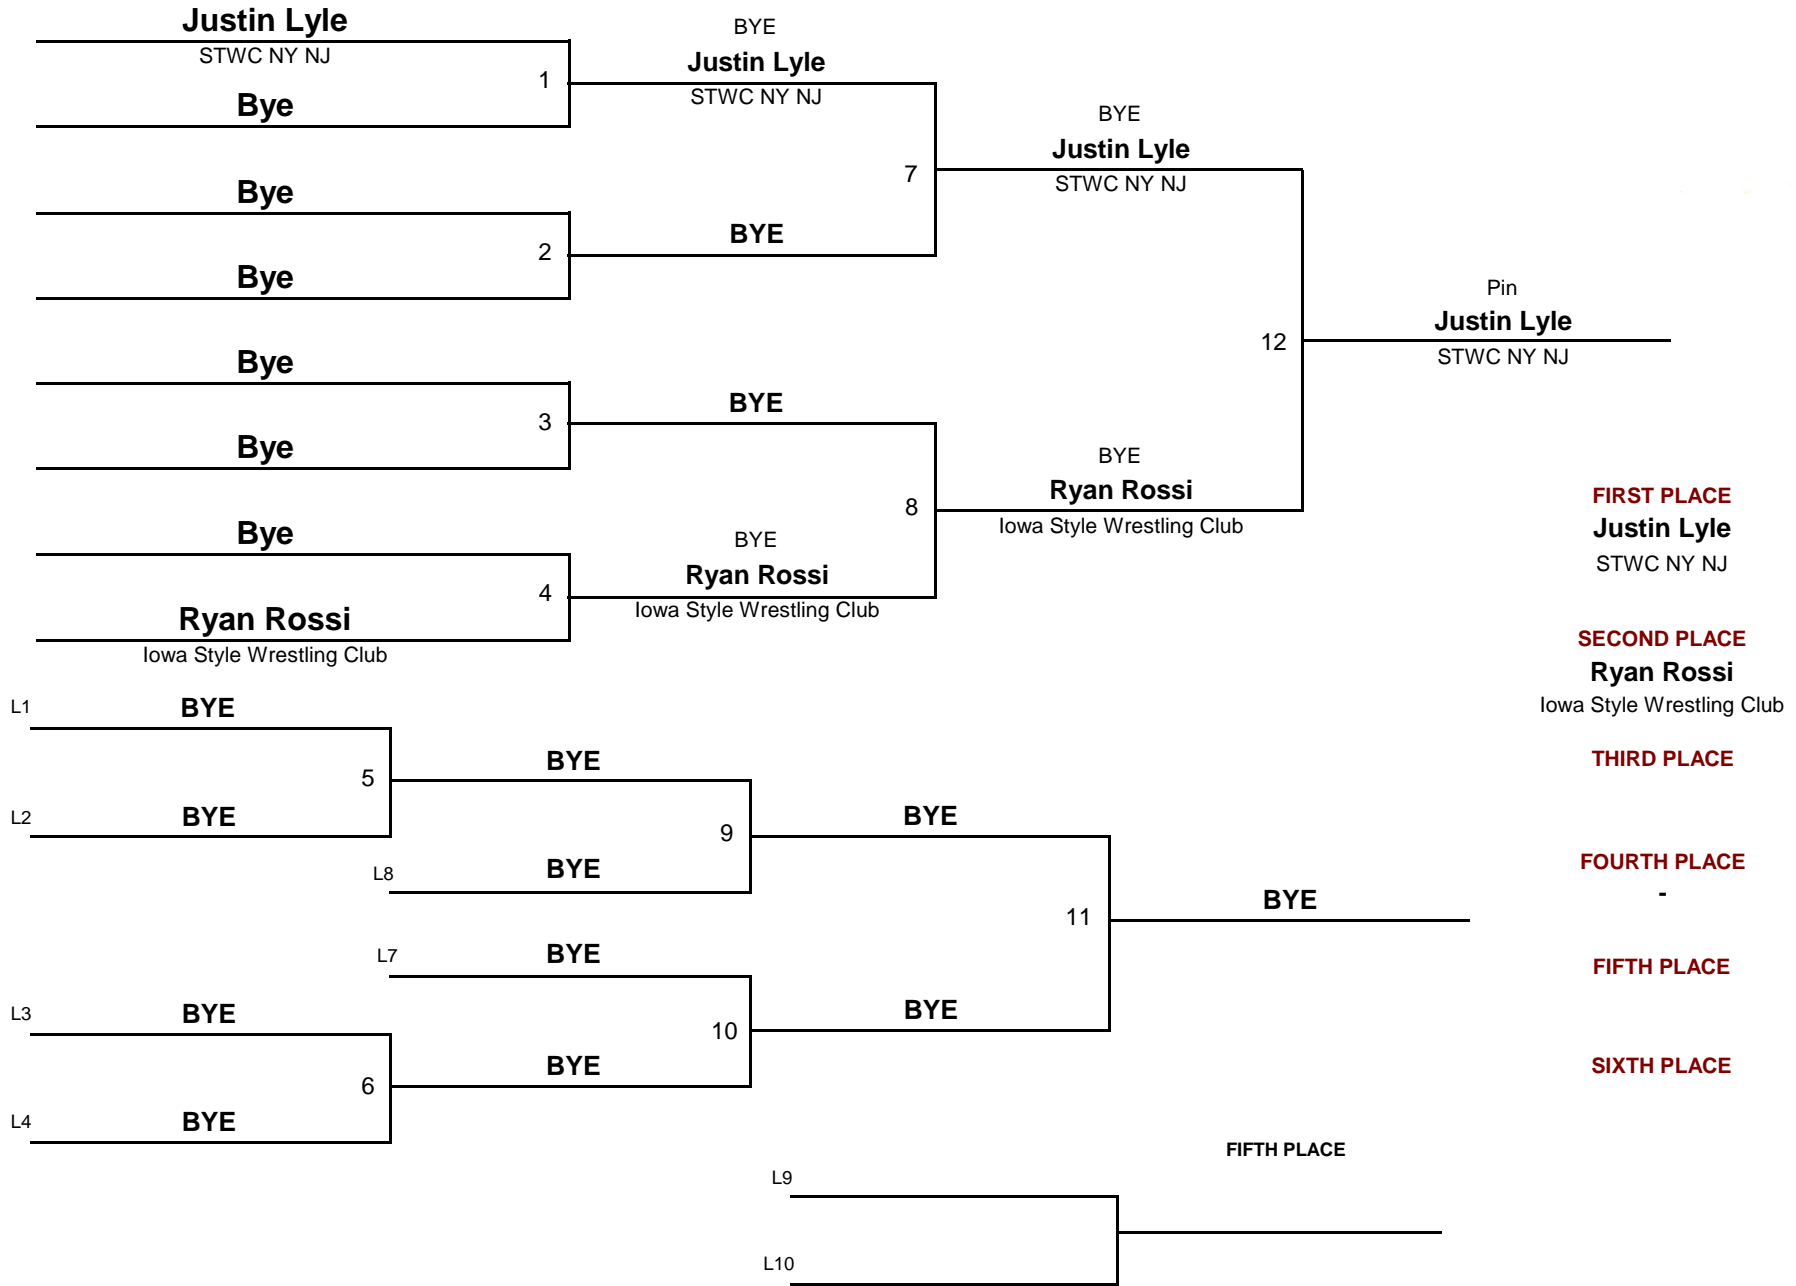 Justin Lyle
STWC NY NJ
1
Bye
BYE
Justin Lyle
STWC NY NJ
Bye
2
Bye
7
BYE
BYE
Justin Lyle
STWC NY NJ
Bye
3
Bye
BYE
Bye
4
Ryan Rossi
Iowa Style Wrestling Club
BYE
Ryan Rossi
Iowa Style Wrestling Club
8
BYE
Ryan Rossi
Iowa Style Wrestling Club
12
Pin
Justin Lyle
STWC NY NJ
FIRST PLACE
Justin Lyle
STWC NY NJ
SECOND PLACE
Ryan Rossi
Iowa Style Wrestling Club
THIRD PLACE
FOURTH PLACE
-
FIFTH PLACE
SIXTH PLACE
L1 BYE
5
L2 BYE
BYE
9
L8 BYE
BYE
L7 BYE
10
L3 BYE
6
L4 BYE
BYE
BYE
11
BYE
FIFTH PLACE
L9
L10